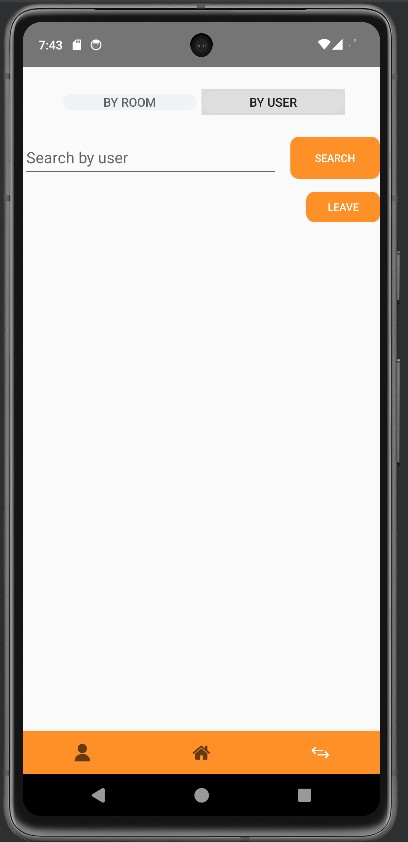 7:43
BY ROOM BY USER
Search by user SEARCH
LEAVE